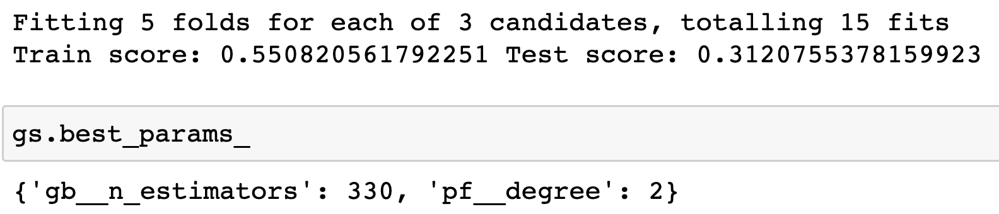 Fitting 5 folds for each of 3 candidates, totalling 15 fits
Train score: 0.550820561792251 Test score: 0.3120755378159923
gs.best_params_
{'gb__n_estimators': 330, 'pf__degree': 2}